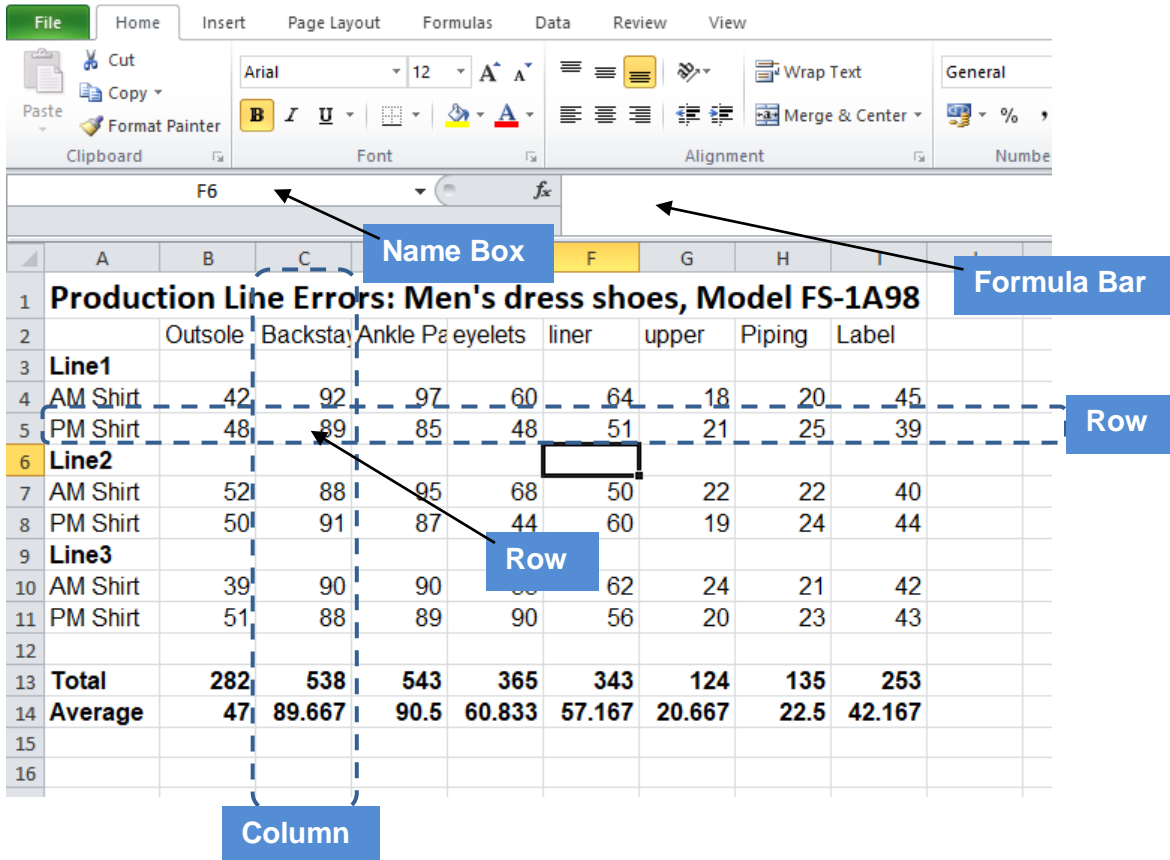 File Home Insert Page Layout Formulas Data Review View
Cut
Copy
Paste
Format Painter
Clipboard
Arial 12 A A
B I U A
Font
Wrap Text
Merge & Center
Alignment
General
% ,
Numbe
F6 fx
Name Box
Formula Bar
A B C F G H I
1 Production Line Errors: Men's dress shoes, Model FS-1A98
2 Outsole Backstay Ankle Pa eyelets liner upper Piping Label
3 Line1
4 AM Shirt 42 92 97 60 64 18 20 45
5 PM Shirt 48 89 85 48 51 21 25 39
Row
6 Line2
7 AM Shirt 52 88 95 68 50 22 22 40
8 PM Shirt 50 91 87 44 60 19 24 44
9 Line3
Row
10 AM Shirt 39 90 90 62 24 21 42
11 PM Shirt 51 88 89 90 56 20 23 43
12
13 Total 282 538 543 365 343 124 135 253
14 Average 47 89.667 90.5 60.833 57.167 20.667 22.5 42.167
15
16
Column